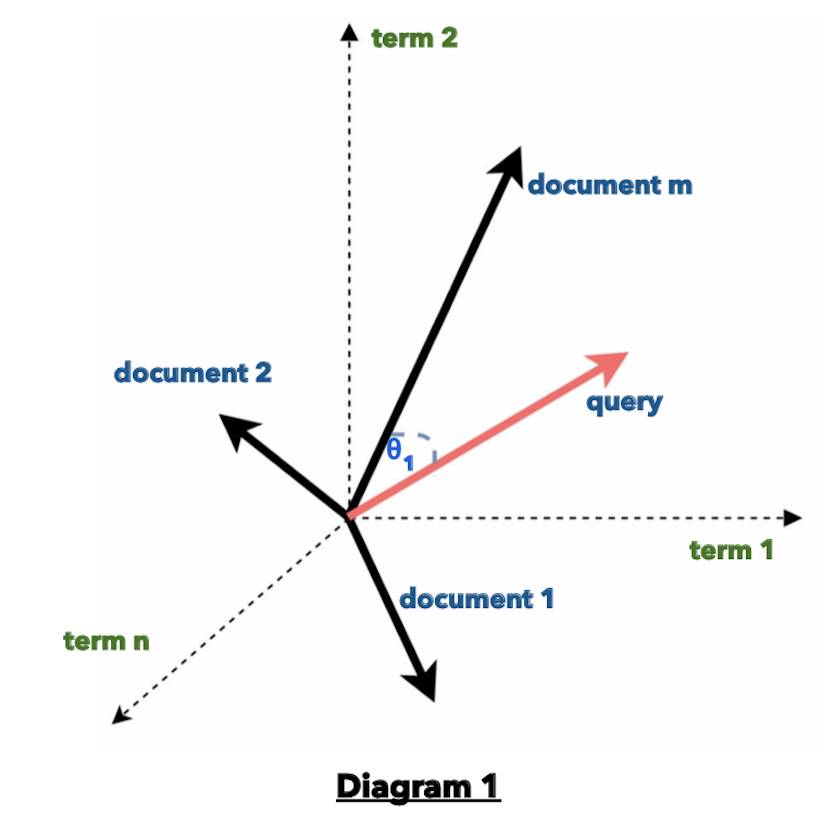 term 2
document m
document 2
query
θ1
term 1
document 1
term n
Diagram 1